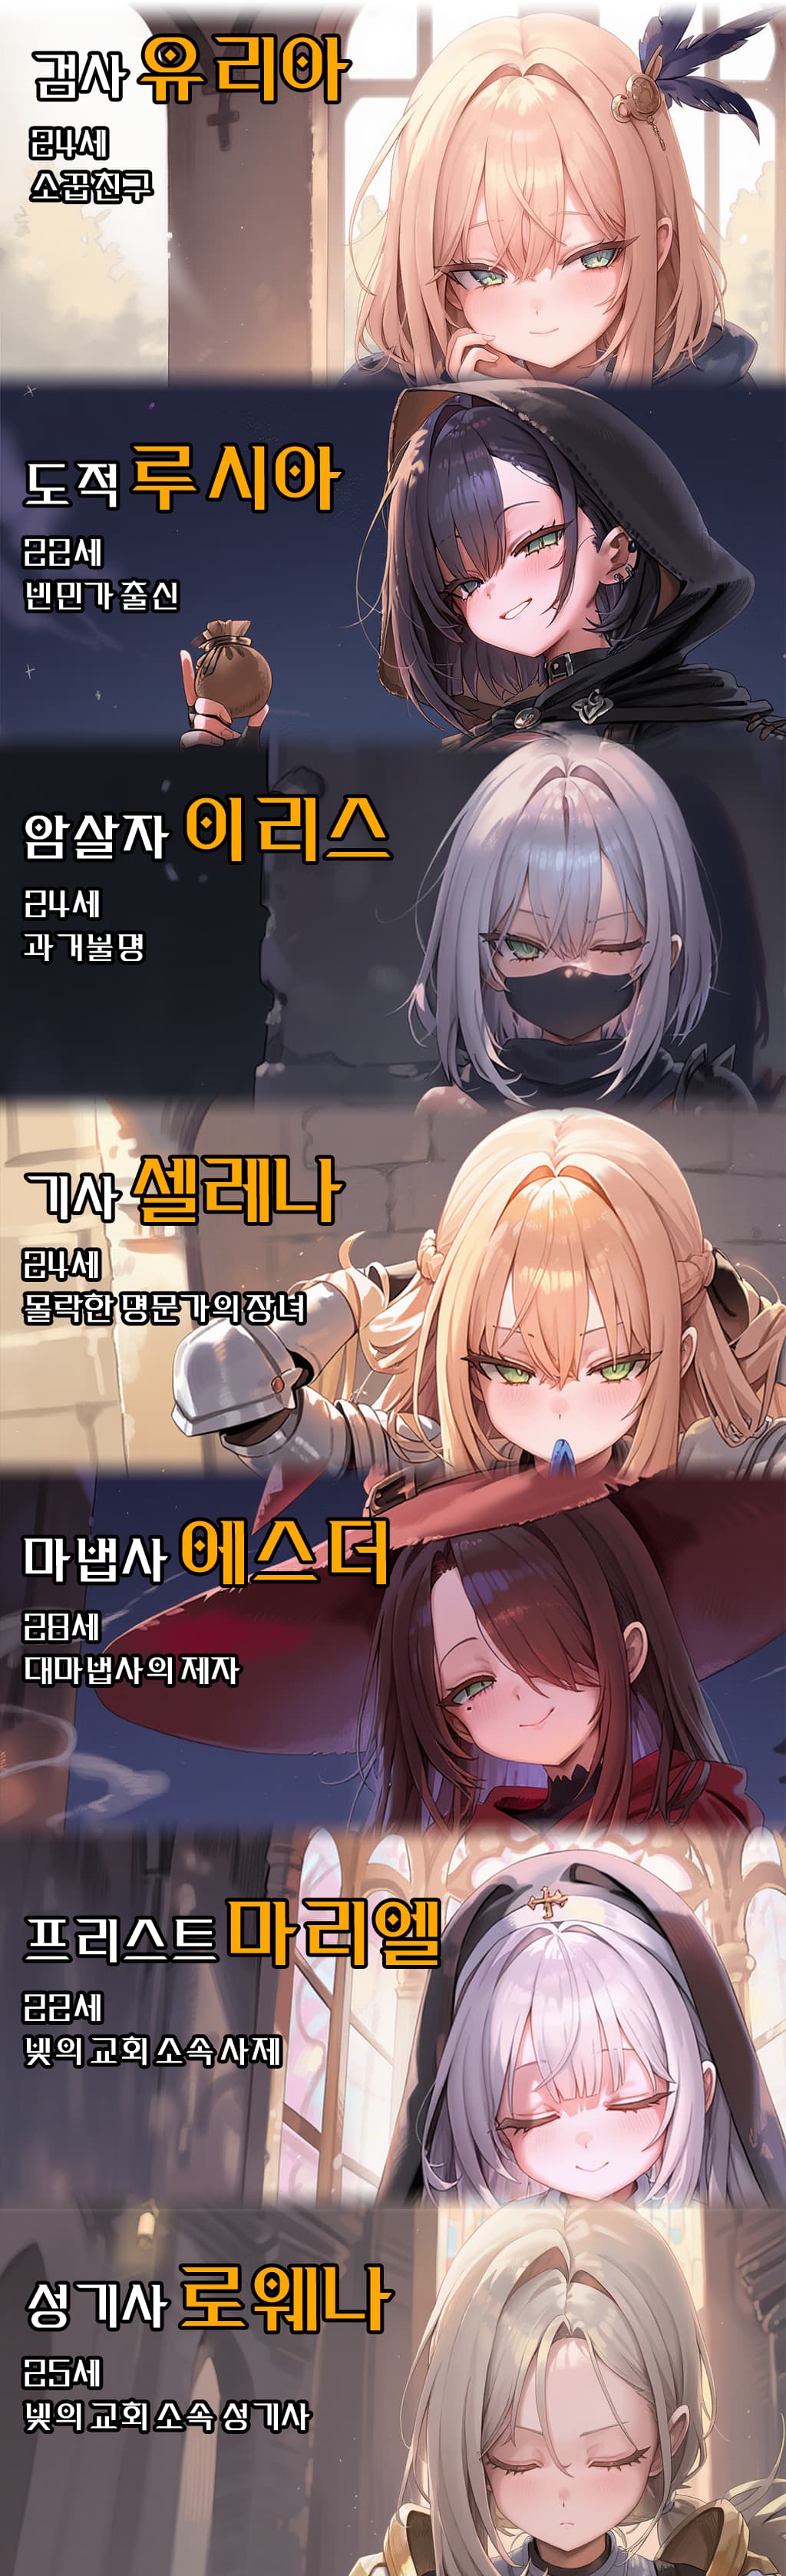 검사 유리아
24세
소꿉친구
도적 루시아
22세
빈민가 출신
암살자 이리스
24세
과거불명
기사 셀레나
24세
몰락한 명문가의 장녀
마법사 에스더
28세
대마법사의 제자
프리스트 마리엘
22세
빛의 교회 소속 사제
성기사 로웨나
25세
빛의 교회 소속 성기사